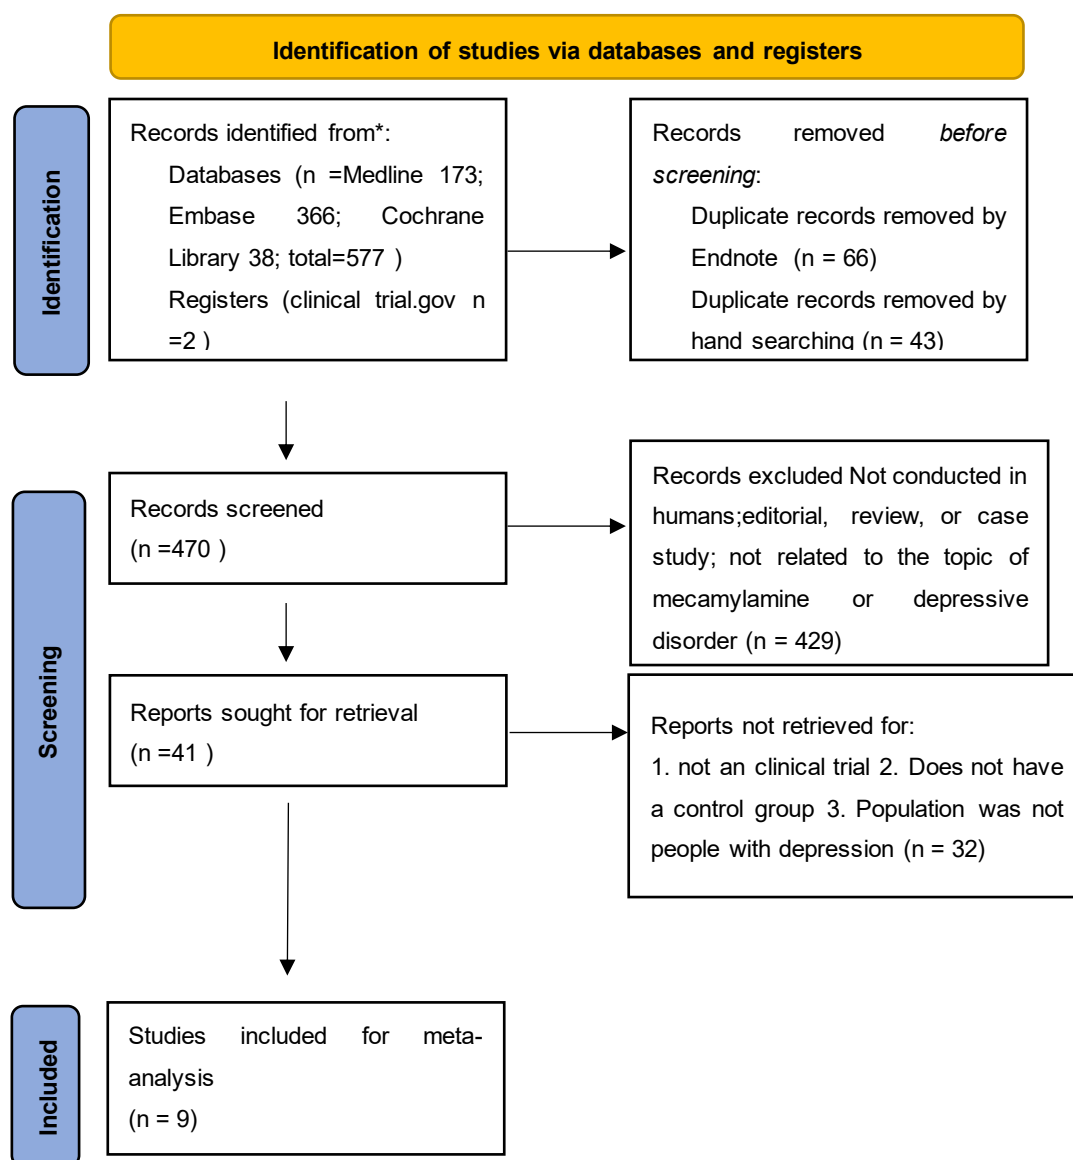 Identification of studies via databases and registers
Identification
Records identified from*:
Databases (n =Medline 173;
Embase 366; Cochrane
Library 38; total=577 )
Registers (clinical trial.gov n
=2 )
Records removed before
screening:
Duplicate records removed by
Endnote (n = 66)
Duplicate records removed by
hand searching (n = 43)
Screening
Records screened
(n =470 )
Records excluded Not conducted in
humans;editorial, review, or case
study; not related to the topic of
mecamylamine or depressive
disorder (n = 429)
Reports sought for retrieval
(n =41 )
Reports not retrieved for:
1. not an clinical trial 2. Does not have
a control group 3. Population was not
people with depression (n = 32)
Included
Studies included for meta-
analysis
(n = 9)